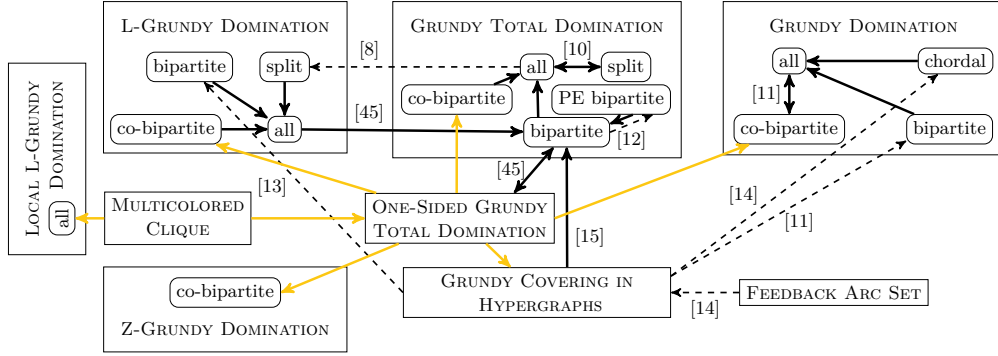 L-Grundy Domination
bipartite
split
co-bipartite
all
[8]
[45]
[13]
Grundy Total Domination
all
[10]
split
co-bipartite
PE bipartite
bipartite
[12]
[45]
[15]
Grundy Domination
all
chordal
[11]
co-bipartite
bipartite
[14]
[11]
Local L-Grundy
Domination
all
Multicolored
Clique
One-Sided Grundy
Total Domination
Grundy Covering in
Hypergraphs
[14]
Feedback Arc Set
co-bipartite
Z-Grundy Domination